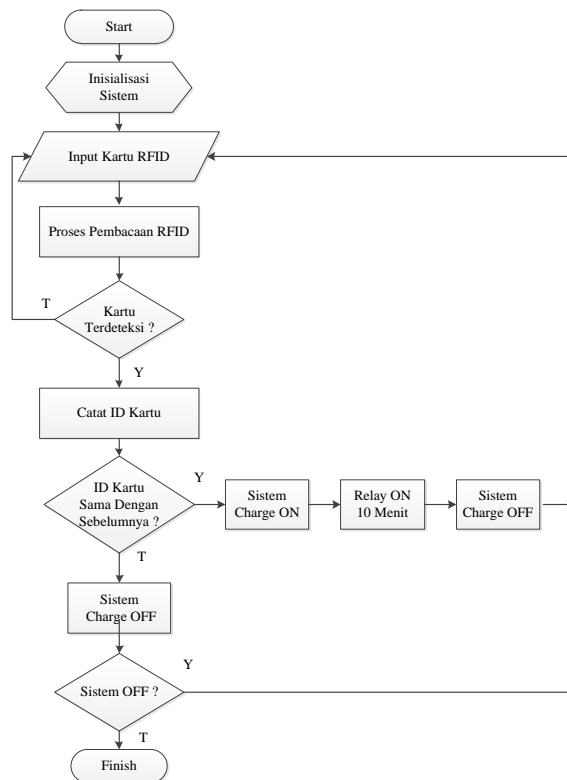 Start
Inisialisasi
Sistem
Input Kartu RFID
Proses Pembacaan RFID
T
Kartu
Terdeteksi ?
Y
Catat ID Kartu
ID Kartu
Sama Dengan
Sebelumnya ?
Y
Sistem
Charge ON
Relay ON
10 Menit
Sistem
Charge OFF
T
Sistem
Charge OFF
Sistem OFF ?
Y
T
Finish